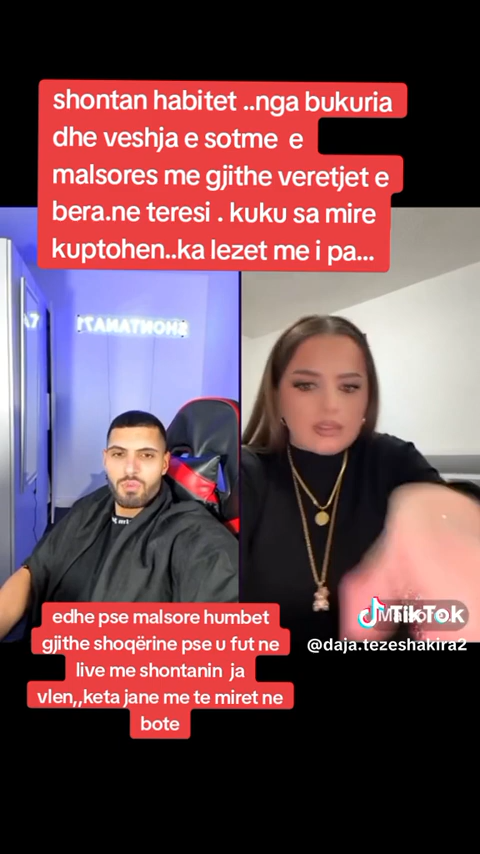 shontan habitet ..nga bukuria
dhe veshja e sotme e
malsores me gjithe veretjet e
bera.ne teresi . kuku sa mire
kuptohen..ka lezet me i pa...
SHONTANAT1
edhe pse malsore humbet
gjithe shoqërine pse u fut ne
live me shontanin ja
vlen,,keta jane me te miret ne
bote
TikTok
@daja.tezeshakira2